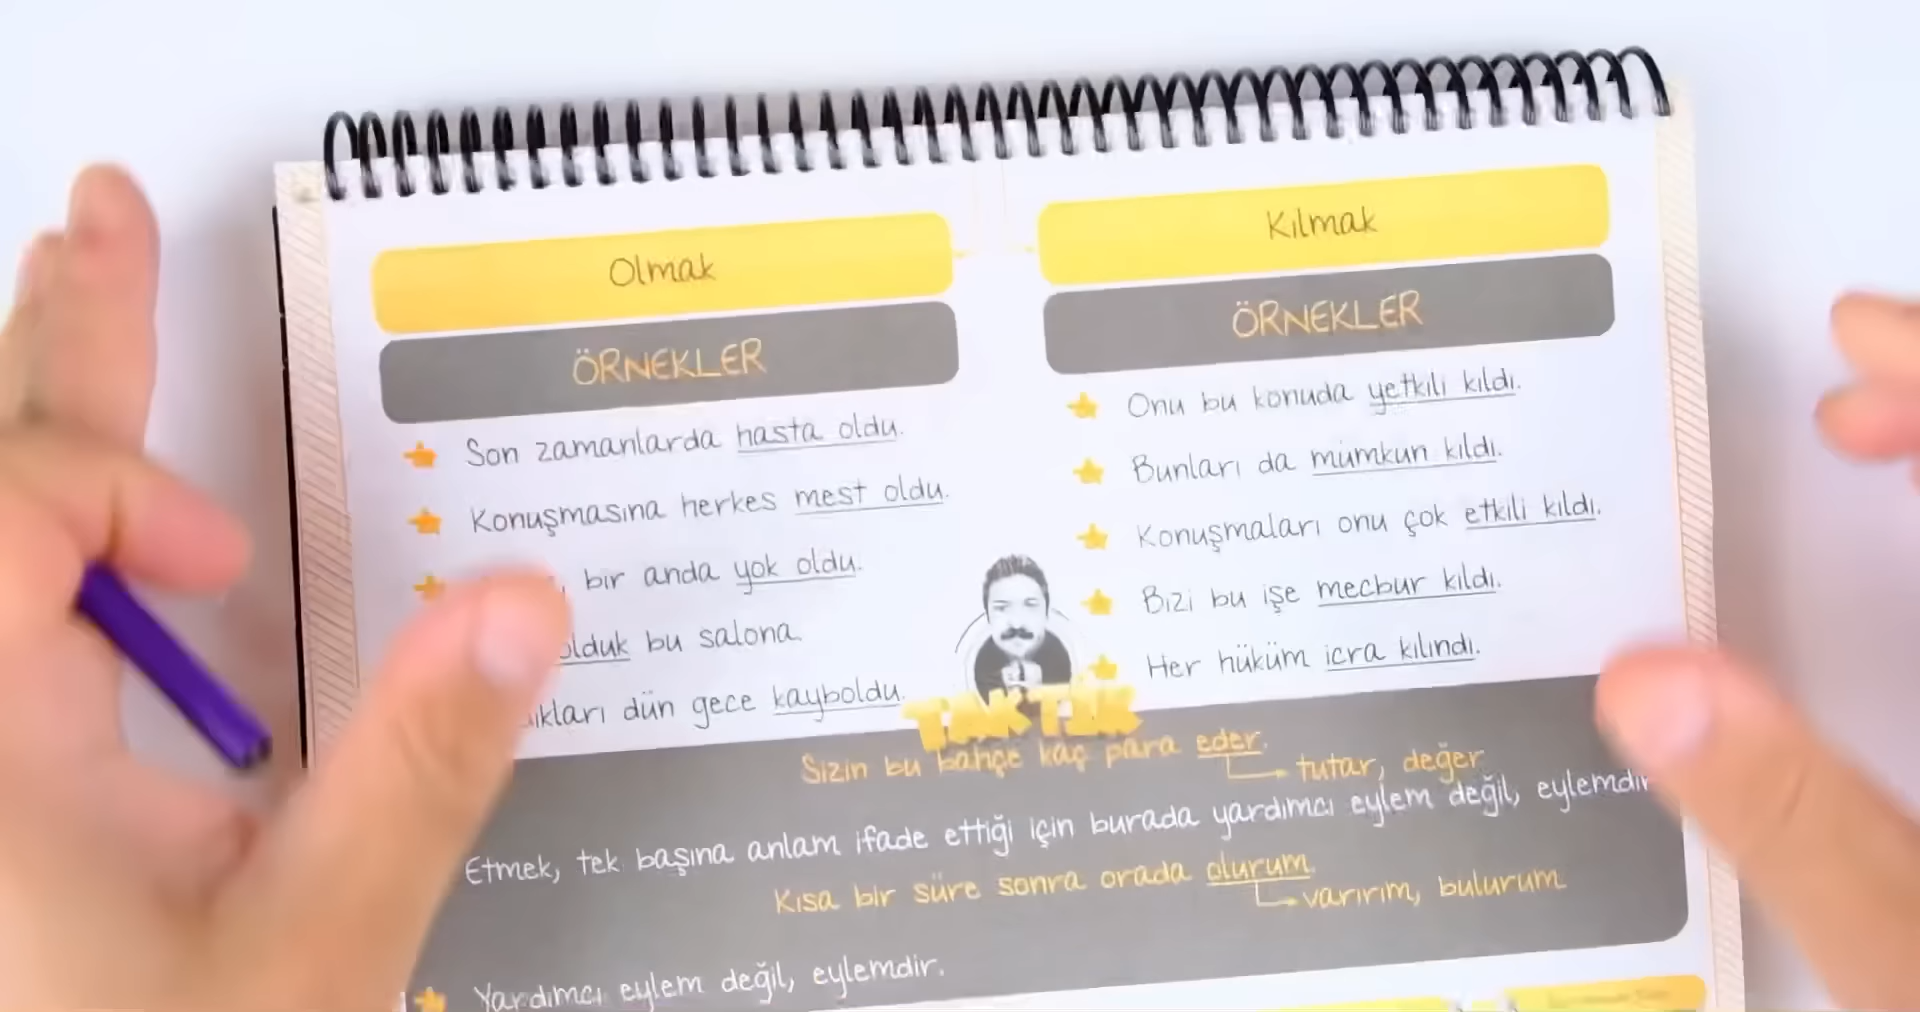 Olmak
ÖRNEKLER
Son zamanlarda hasta oldu.
Konuşmasına herkes mest oldu.
bir anda yok oldu.
olduk bu salona.
dün gece kayboldu.
Kılmak
ÖRNEKLER
Onu bu konuda yetkili kıldı.
Bunları da mümkün kıldı.
Konuşmaları onu çok etkili kıldı.
Bizi bu işe mecbur kıldı.
Her hüküm icra kılındı.
TAKTİK
Sizin bu bahçe kaç para eder.
tutar, değer
Etmek, tek başına anlam ifade ettiği için burada yardımcı eylem değil, eylemdir
Kısa bir süre sonra orada olurum.
varırım, bulurum
Yardımcı eylem değil, eylemdir.